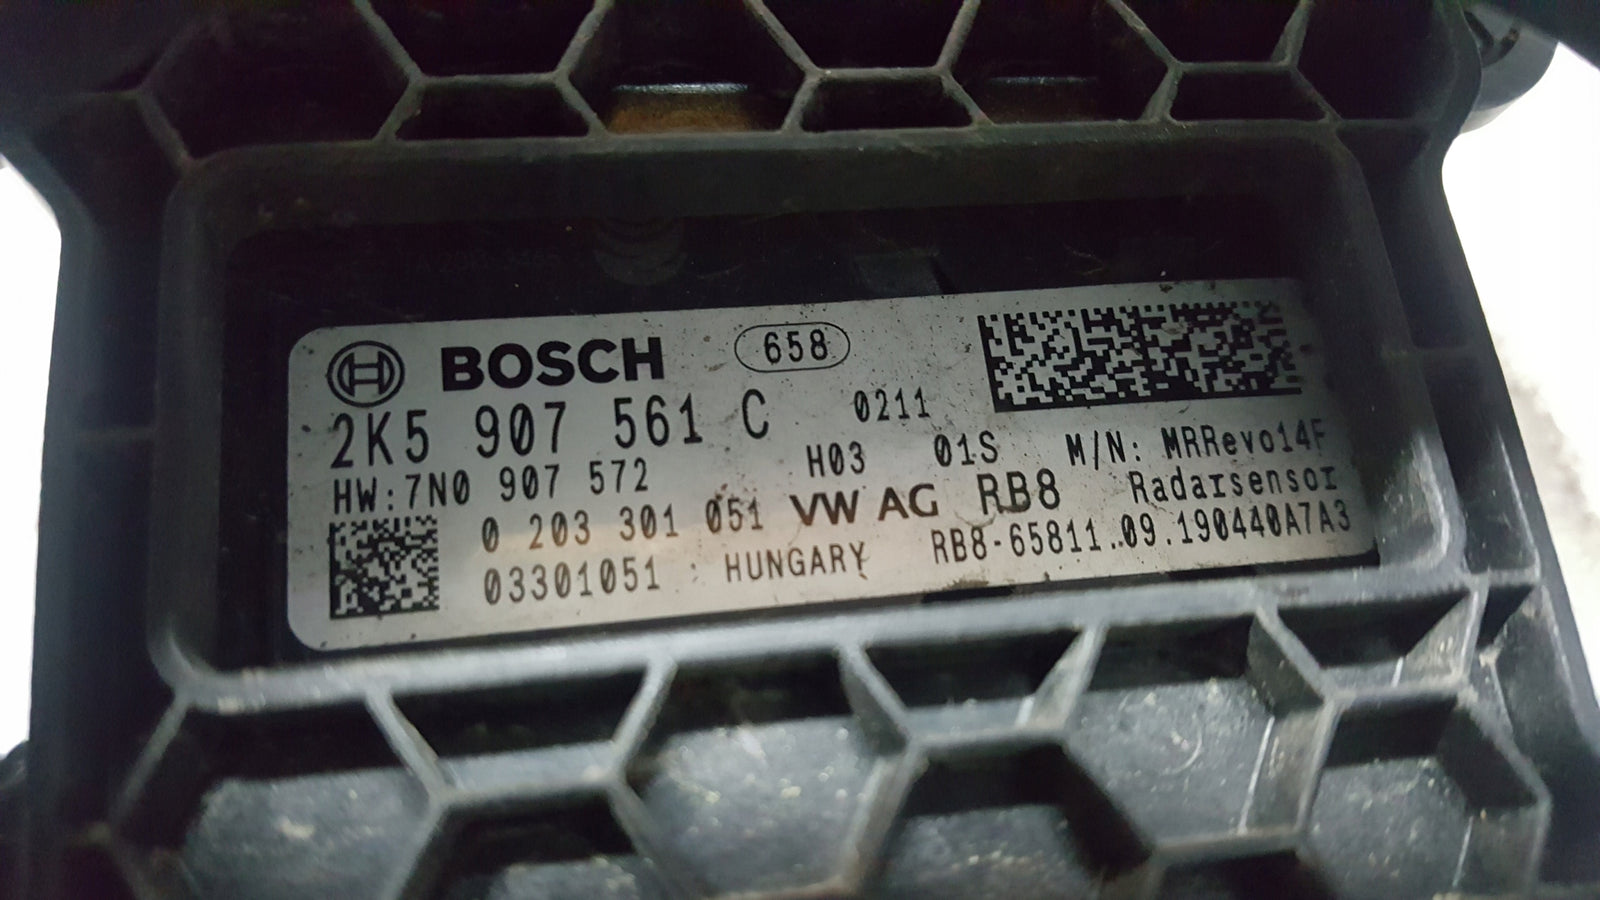 BOSCH 658
2K5 907 561 C 0211
HW:7N0 907 572 H03 01S M/N: MRRevo14F
0 203 301 051 VW AG RB8 Radarsensor
03301051 HUNGARY RB8-65811.09.190440A7A3